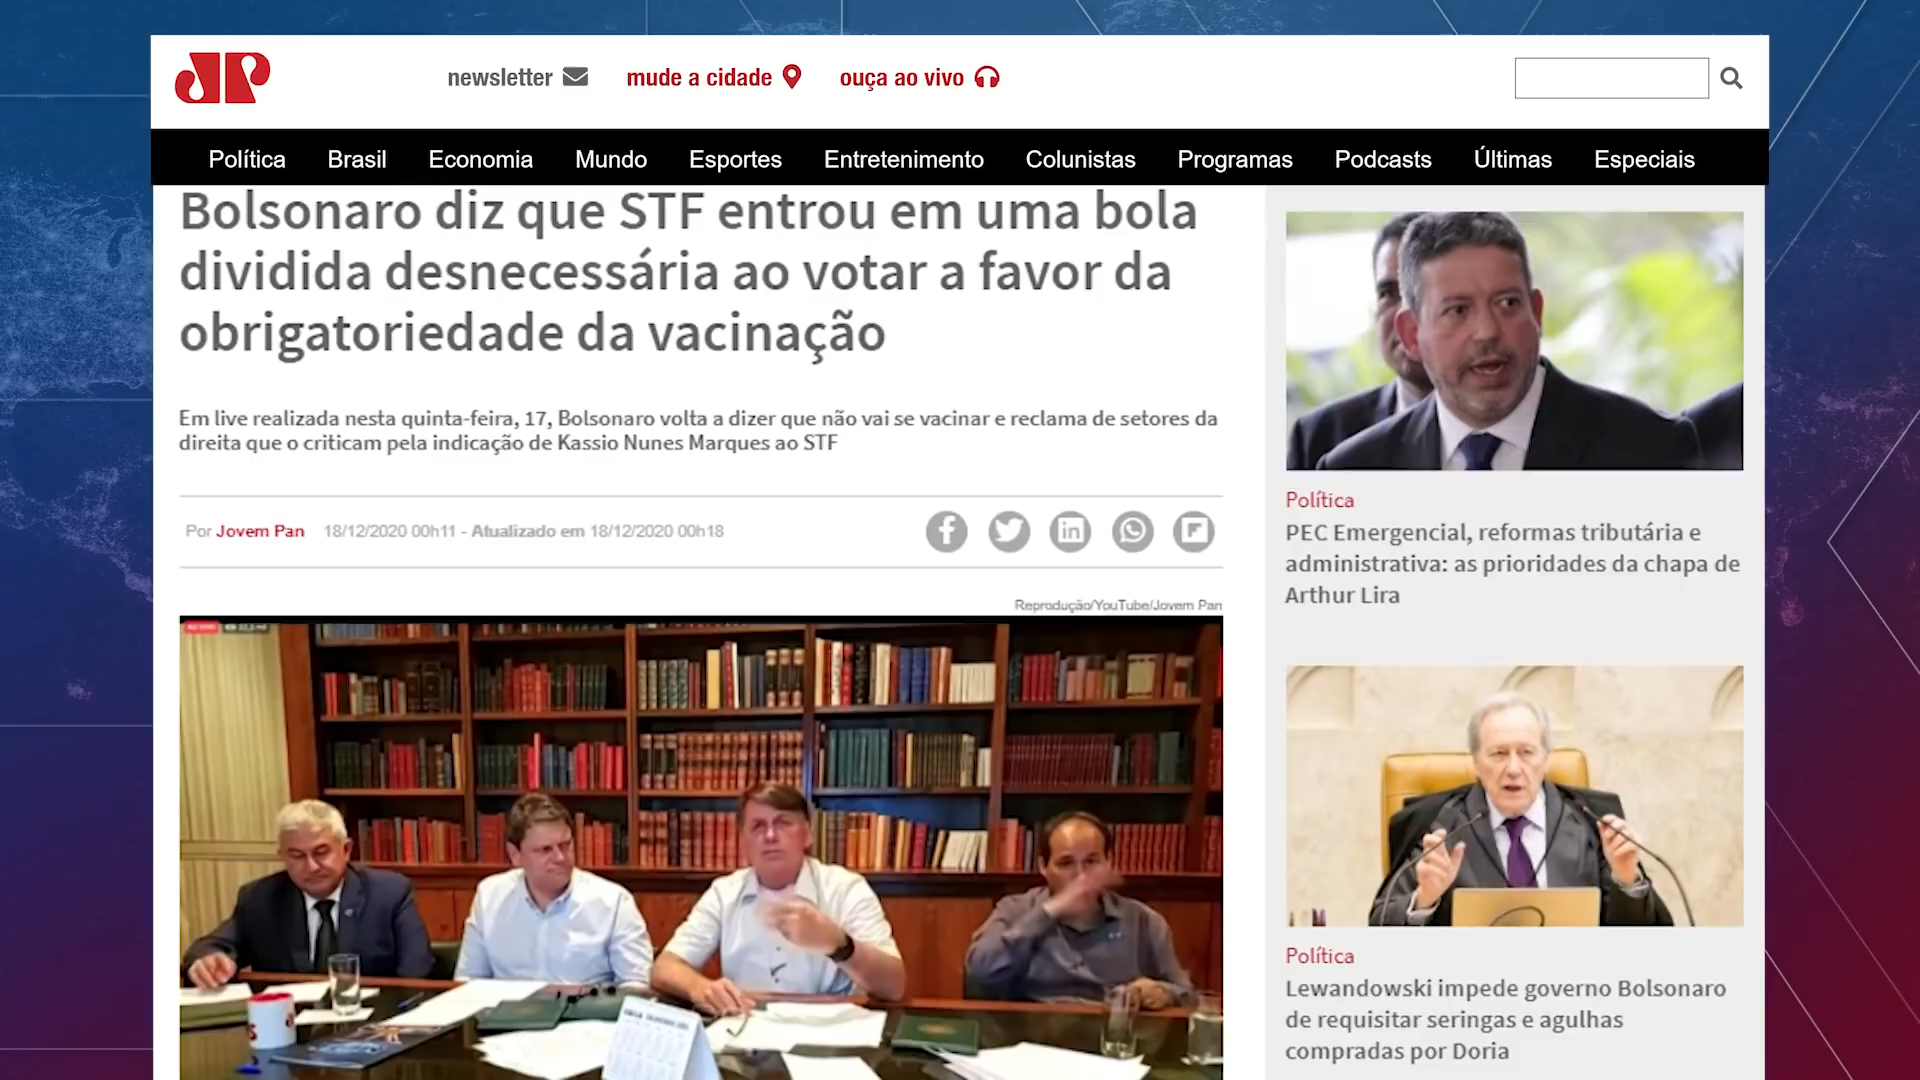 JP
newsletter
mude a cidade
ouça ao vivo
Política Brasil Economia Mundo Esportes Entretenimento Colunistas Programas Podcasts Últimas Especiais
Bolsonaro diz que STF entrou em uma bola
dividida desnecessária ao votar a favor da
obrigatoriedade da vacinação
Em live realizada nesta quinta-feira, 17, Bolsonaro volta a dizer que não vai se vacinar e reclama de setores da
direita que o criticam pela indicação de Kassio Nunes Marques ao STF
Por Jovem Pan 18/12/2020 00h11 - Atualizado em 18/12/2020 00h18
Reprodução/YouTube/Jovem Pan
Política
PEC Emergencial, reformas tributária e
administrativa: as prioridades da chapa de
Arthur Lira
Política
Lewandowski impede governo Bolsonaro
de requisitar seringas e agulhas
compradas por Doria